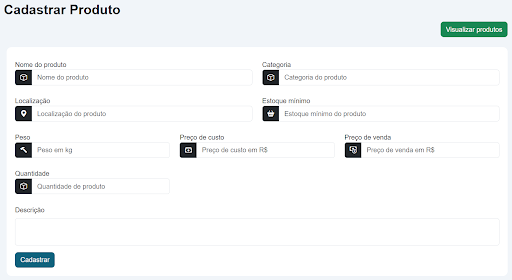 Cadastrar Produto
Visualizar produtos
Nome do produto Categoria
Nome do produto Categoria do produto
Localização Estoque mínimo
Localização do produto Estoque mínimo do produto
Peso Preço de custo Preço de venda
Peso em kg Preço de custo em R$ Preço de venda em R$
Quantidade
Quantidade de produto
Descrição
Cadastrar